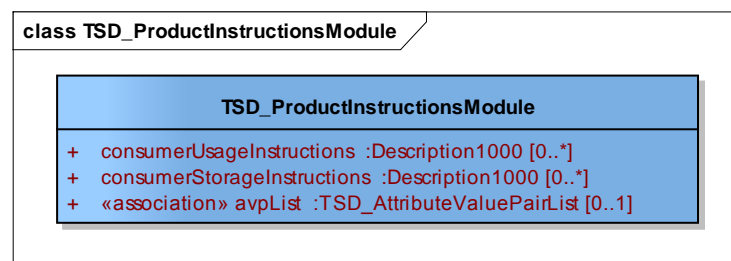 class TSD_ProductInstructionsModule
TSD_ProductInstructionsModule
+ consumerUsageInstructions :Description1000 [0..*]
+ consumerStorageInstructions :Description1000 [0..*]
+ «association» avpList :TSD_AttributeValuePairList [0..1]